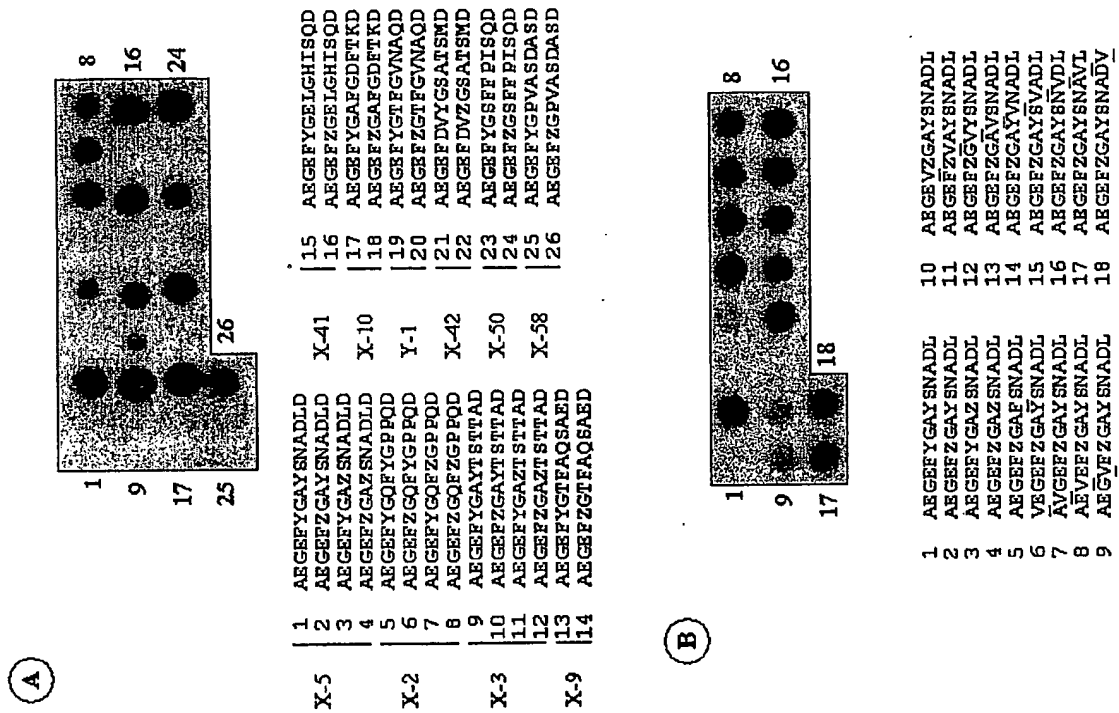 A
1 8
9 16
17 24
25 26
X-5
1 AEGEFYGAYSNADLD
2 AEGEFZGAYSNADLD
3 AEGEFYGAZSNADLD
4 AEGEFZGAZSNADLD
X-2
5 AEGEFYGQFYGPPQD
6 AEGEFZGQFYGPPQD
7 AEGEFYGQFZGPPQD
8 AEGEFZGQFZGPPQD
X-3
9 AEGEFYGAYTSTTAD
10 AEGEFZGAYTSTTAD
11 AEGEFYGAZTSTTAD
12 AEGEFZGAZTSTTAD
X-9
13 AEGEFYGTFAQSAED
14 AEGEFZGTFAQSAED
X-41
15 AEGEFYGELGHISQD
16 AEGEFZGELGHISQD
X-10
17 AEGEFYGAFGDFTKD
18 AEGEFZGAFGDFTKD
Y-1
19 AEGEFYGTFGVNAQD
20 AEGEFZGTFGVNAQD
X-42
21 AEGEFDVYGSATSMD
22 AEGEFDVZGSATSMD
X-50
23 AEGEFYGSFFPISQD
24 AEGEFZGSFFPISQD
X-58
25 AEGEFYGPVASDASD
26 AEGEFZGPVASDASD
B
1 8
9 16
17 18
1 AEGEFYGAYSNADL
2 AEGEFZGAYSNADL
3 AEGEFYGAZSNADL
4 AEGEFZGAZSNADL
5 AEGEFZGAFSNADL
6 VEGEFZGAYSNADL
7 AVGEFZGAYSNADL
8 AEVEFZGAYSNADL
9 AEGVFZGAYSNADL
10 AEGEVZGAYSNADL
11 AEGEFZVAYSNADL
12 AEGEFZGVYSNADL
13 AEGEFZGAVSNADL
14 AEGEFZGAYVNADL
15 AEGEFZGAYSVADL
16 AEGEFZGAYSNVDL
17 AEGEFZGAYSNAVL
18 AEGEFZGAYSNADV